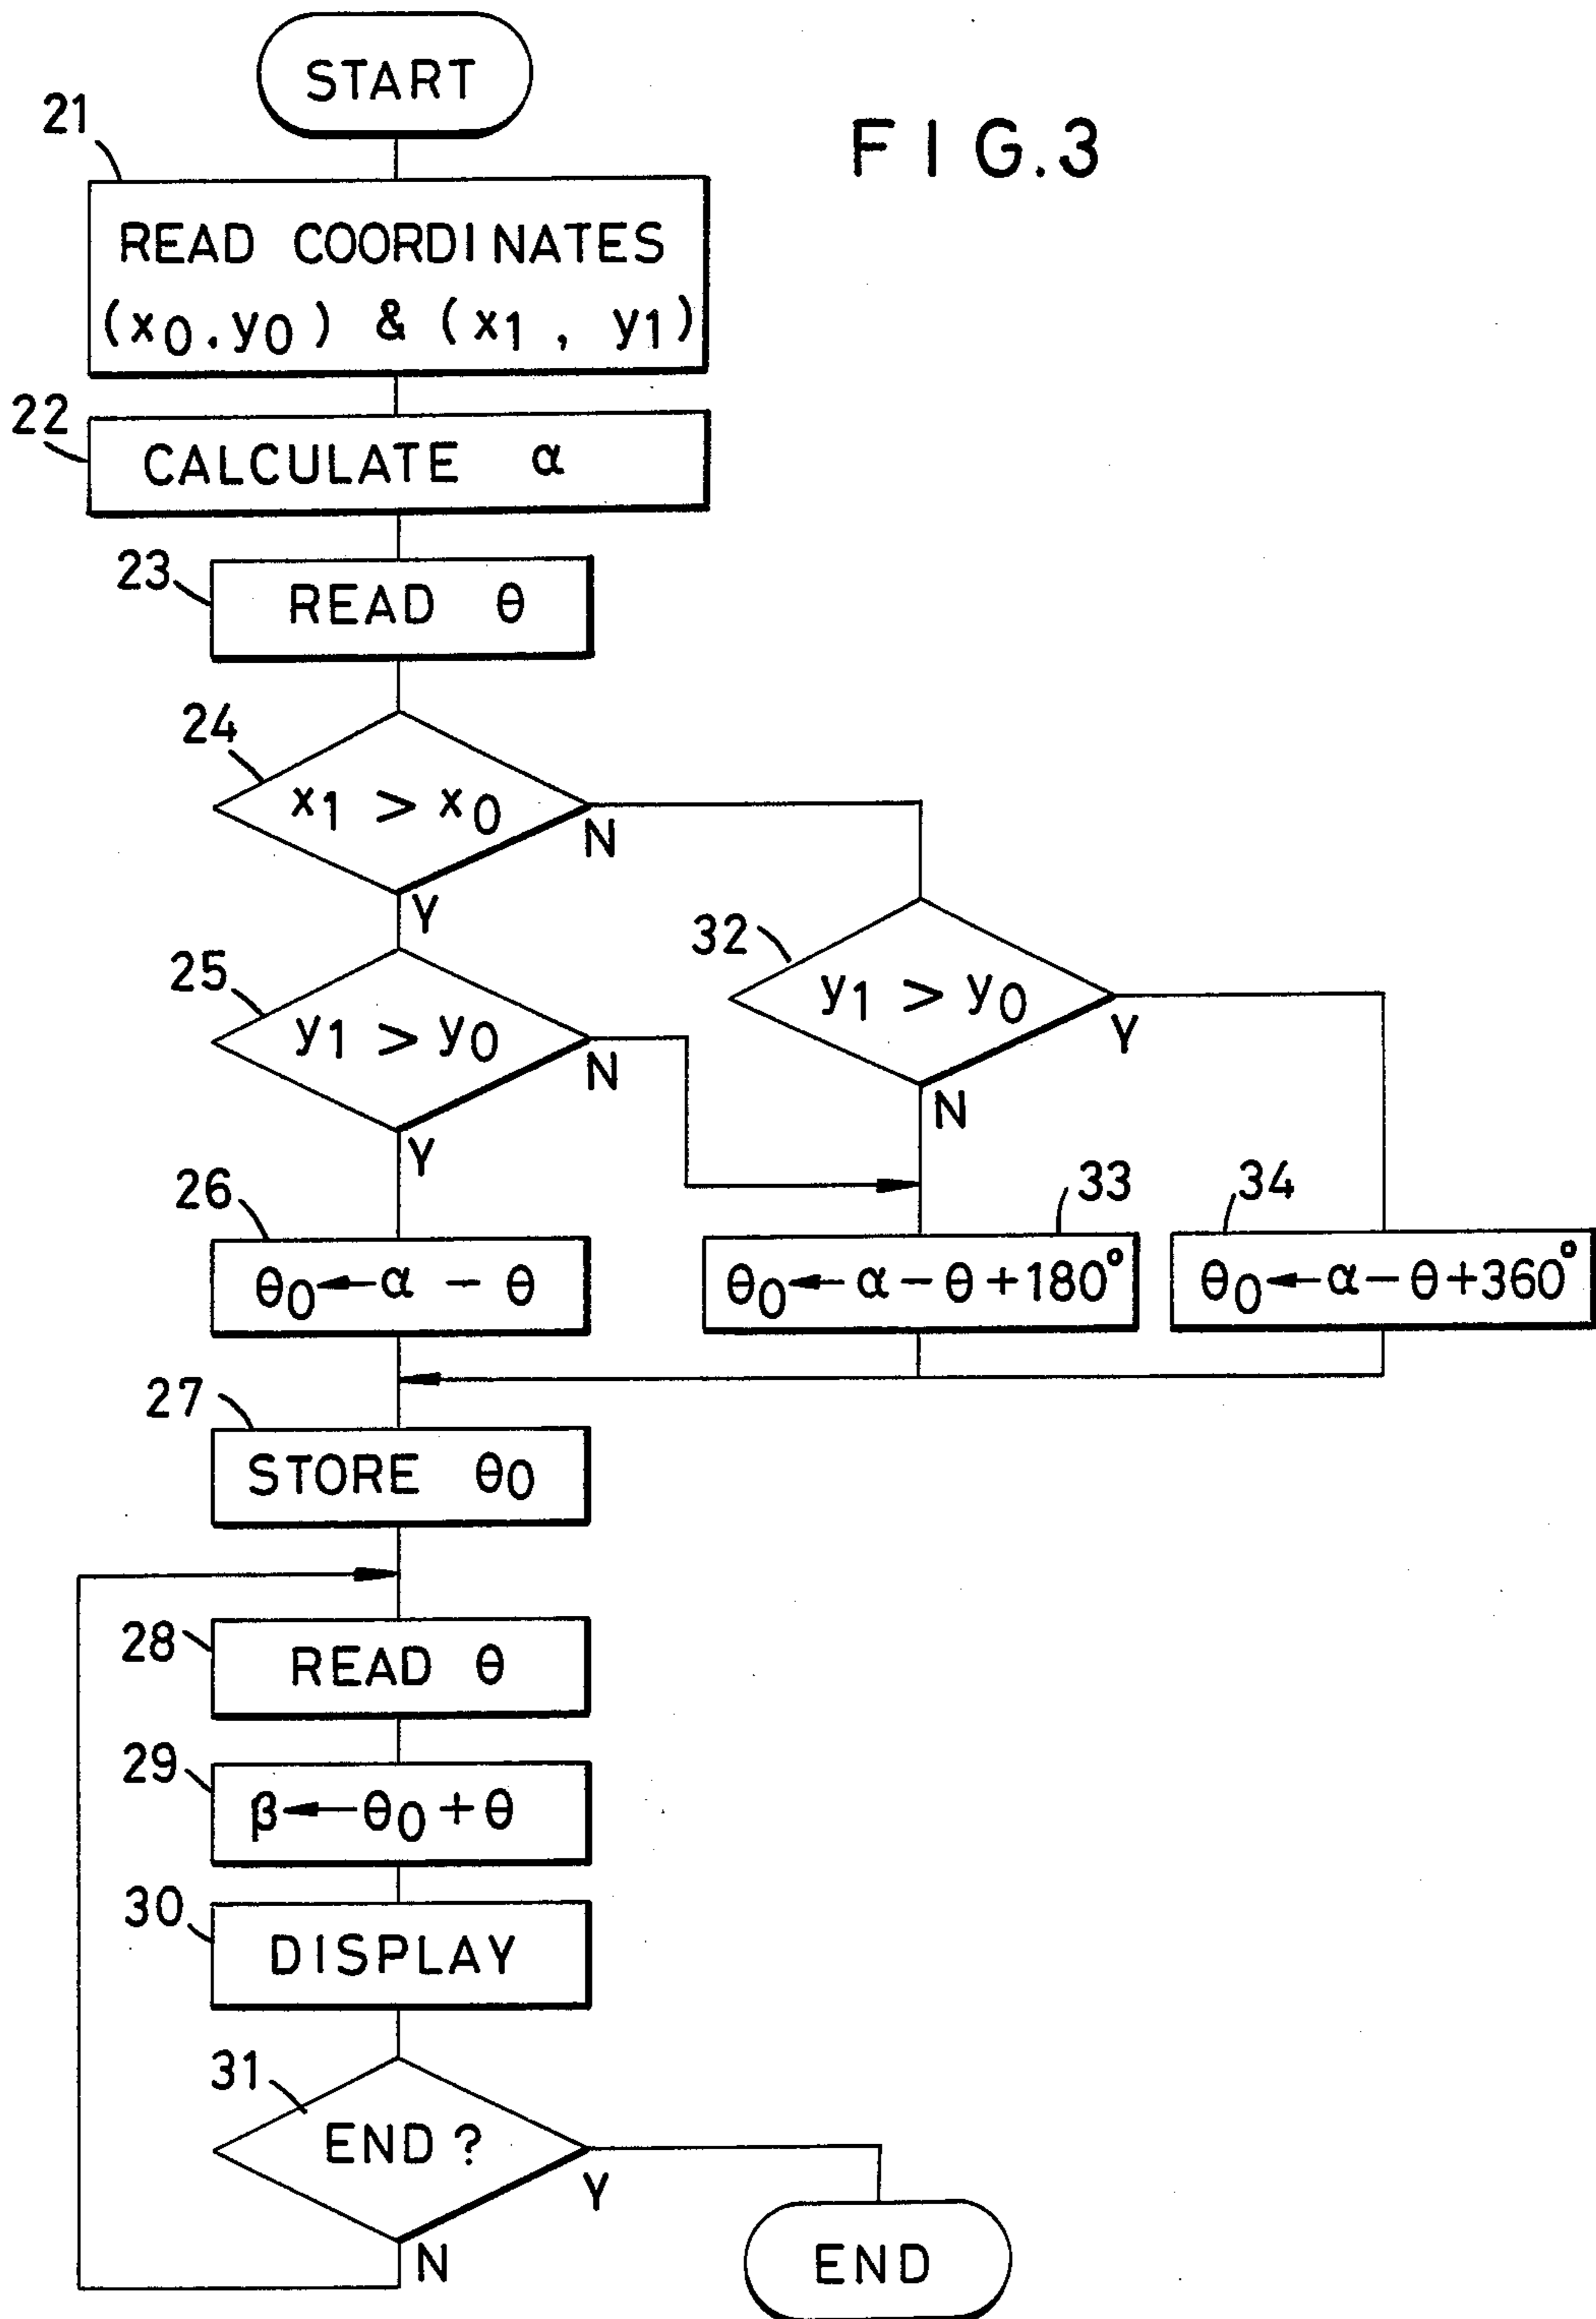 START
FIG.3
21
READ COORDINATES
(x0.y0) & (x1, y1)
22
CALCULATE α
23
READ θ
24
x1 > x0
N
Y
25
y1 > y0
N
Y
32
y1 > y0
Y
N
26
θ0←α - θ
33
θ0←α-θ+180°
34
θ0←α-θ+360°
27
STORE θ0
28
READ θ
29
β←θ0+θ
30
DISPLAY
31
END?
Y
N
END